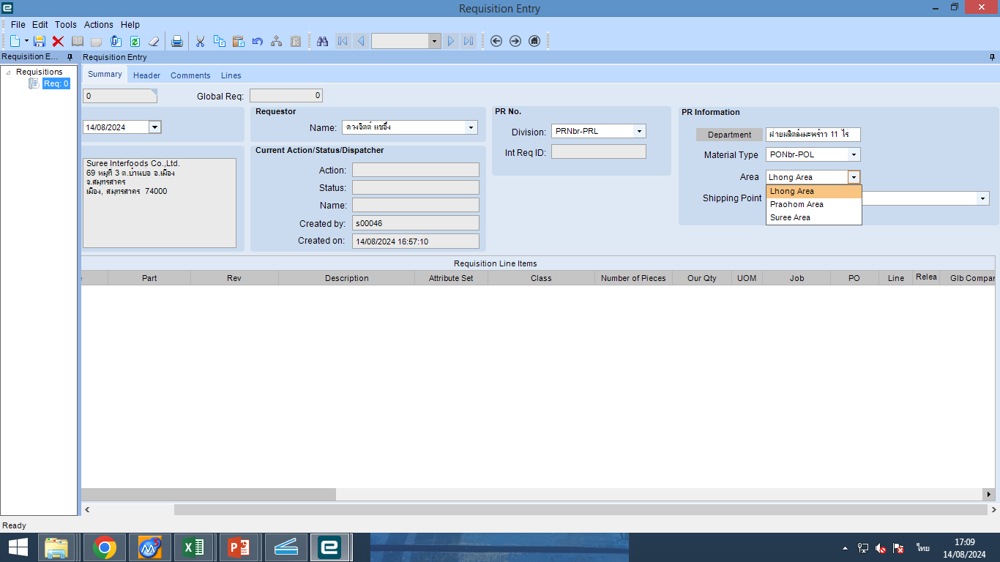 Requisition Entry
File Edit Tools Actions Help
Requisition E...
Requisition Entry
Requisitions
Req: 0
Summary Header Comments Lines
0
Global Req: 0
14/08/2024
Requestor
Name: ดวงจิตต์ แซ่อึ้ง
PR No.
Division: PRNbr-PRL
Int Req ID:
PR Information
Department ฝ่ายผลิตล้งมะพร้าว 11 ไร่
Material Type PONbr-POL
Area Lhong Area
Lhong Area
Praohom Area
Suree Area
Shipping Point
Suree Interfoods Co.,Ltd.
69 หมู่ที่ 3 ต.บ้านบ่อ อ.เมือง
จ.สมุทรสาคร
เมือง, สมุทรสาคร 74000
Current Action/Status/Dispatcher
Action:
Status:
Name:
Created by: s00046
Created on: 14/08/2024 16:57:10
Requisition Line Items
Part Rev Description Attribute Set Class Number of Pieces Our Qty UOM Job PO Line Relea Glb Compar
Ready
ไทย
17:09
14/08/2024